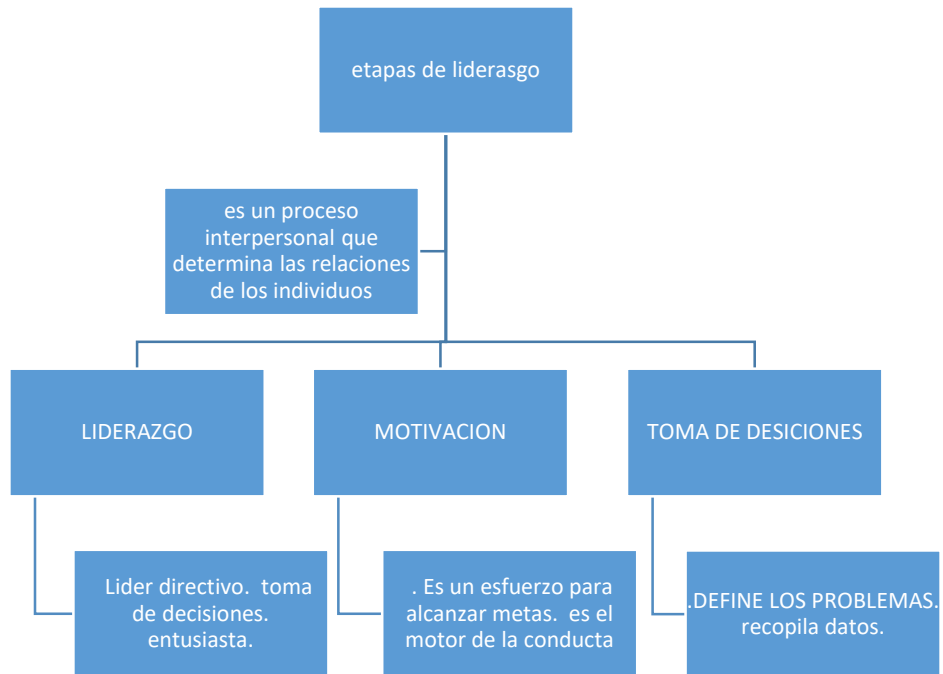 etapas de liderasgo
es un proceso
interpersonal que
determina las relaciones
de los individuos
LIDERAZGO
MOTIVACION
TOMA DE DESICIONES
Lider directivo. toma
de decisiones.
entusiasta.
. Es un esfuerzo para
alcanzar metas. es el
motor de la conducta
.DEFINE LOS PROBLEMAS.
recopila datos.